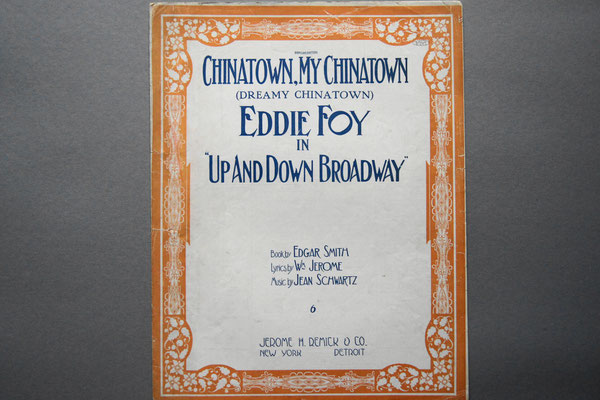 CHINATOWN, MY CHINATOWN
(DREAMY CHINATOWN)
EDDIE FOY
IN
"UP AND DOWN BROADWAY"
Book by EDGAR SMITH
Lyrics by Wm JEROME
Music by JEAN SCHWARTZ
6
JEROME H. REMICK & CO.
NEW YORK DETROIT